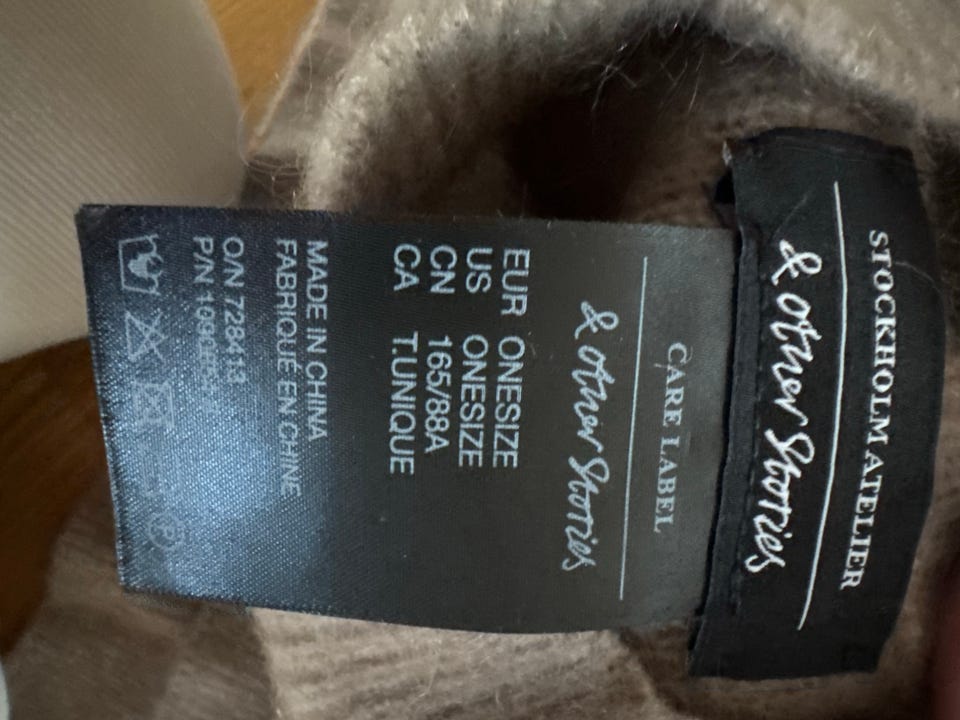 STOCKHOLM ATELIER
& other Stories
CARE LABEL
& other Stories
EUR ONESIZE
US ONESIZE
CN 165/88A
CA T.UNIQUE
MADE IN CHINA
FABRIQUÉ EN CHINE
O/N 728413
P/N
P